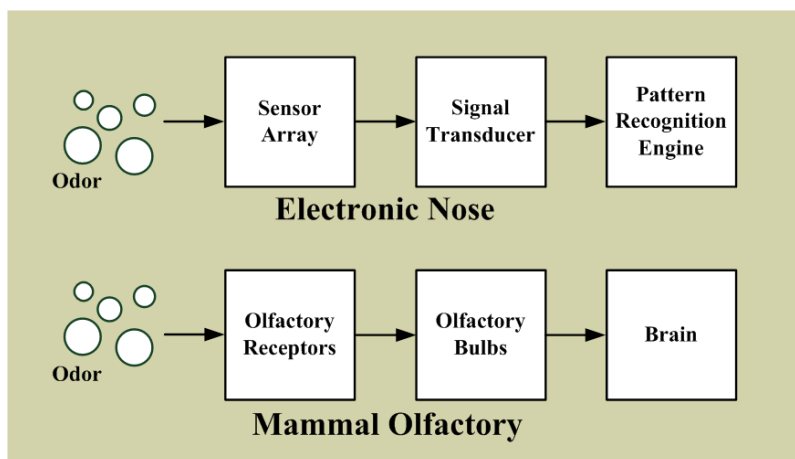 Odor
Sensor
Array
Signal
Transducer
Pattern
Recognition
Engine
Electronic Nose
Odor
Olfactory
Receptors
Olfactory
Bulbs
Brain
Mammal Olfactory